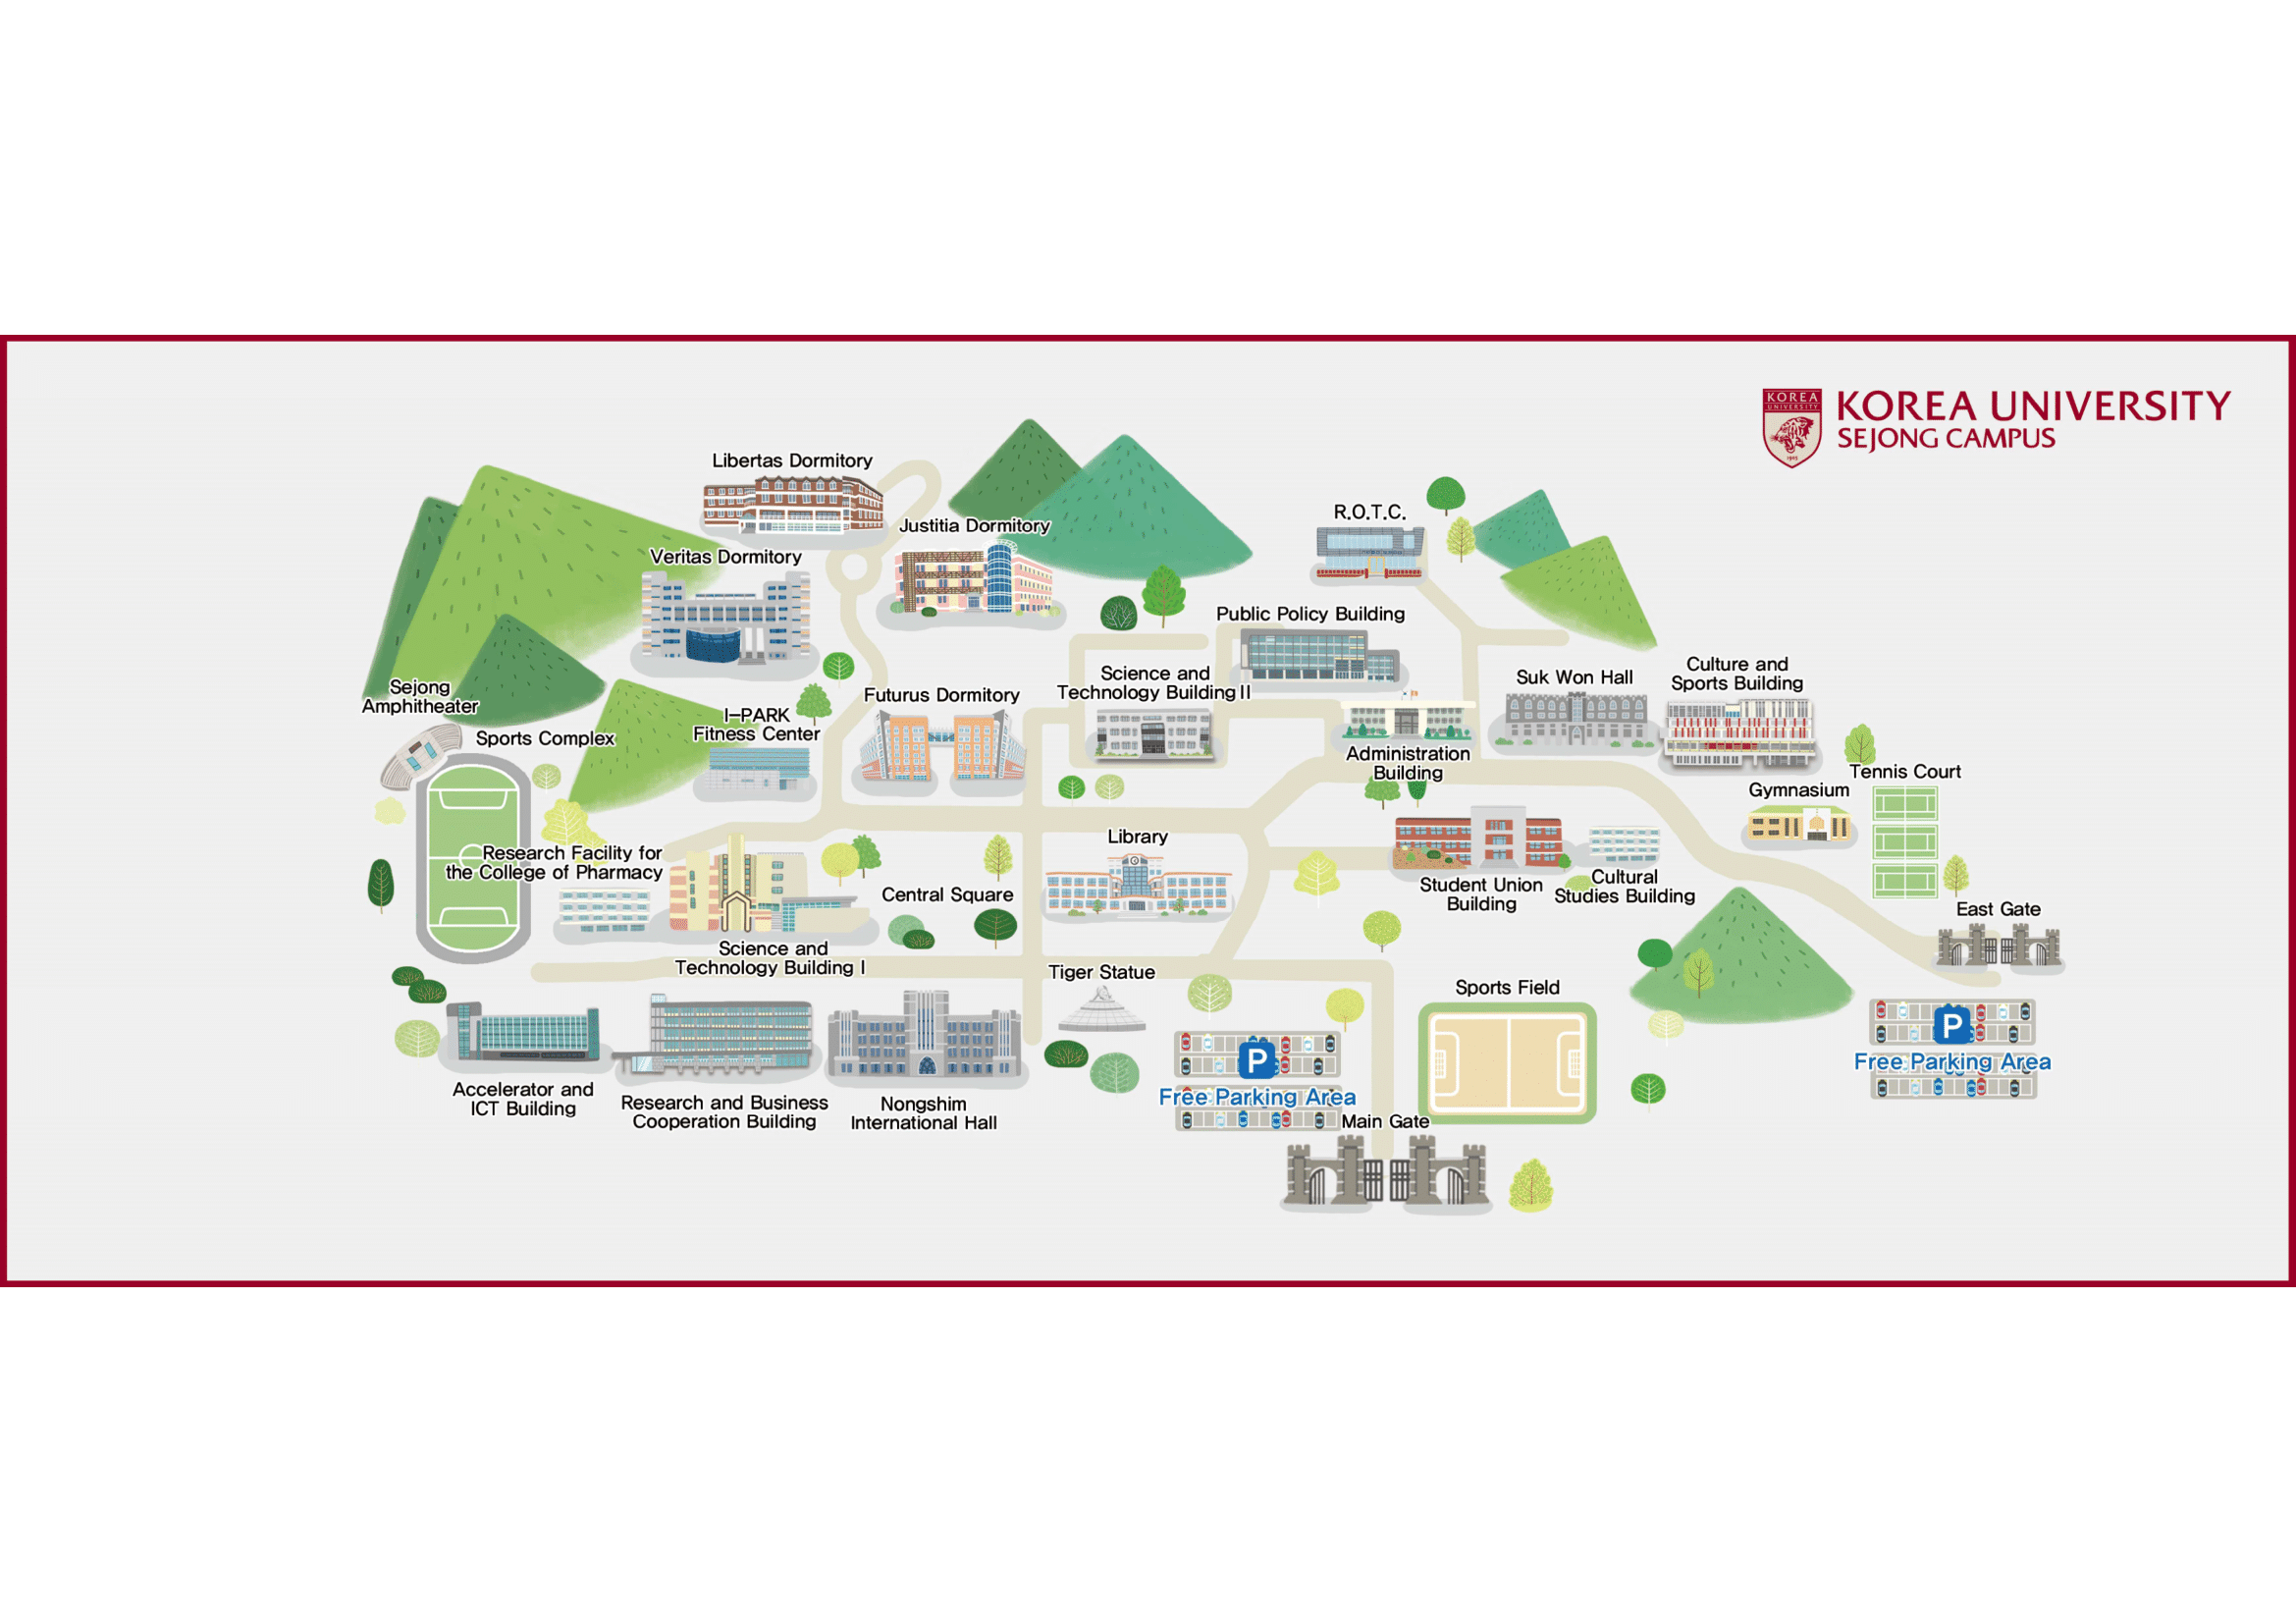 KOREA
UNIVERSITY
1905
KOREA UNIVERSITY
SEJONG CAMPUS
Libertas Dormitory
R.O.T.C.
Justitia Dormitory
Veritas Dormitory
Public Policy Building
Science and
Technology Building II
Suk Won Hall
Culture and
Sports Building
Sejong
Amphitheater
Futurus Dormitory
I-PARK
Fitness Center
Sports Complex
Administration
Building
Tennis Court
Gymnasium
Library
Research Facility for
the College of Pharmacy
Central Square
Student Union
Building
Cultural
Studies Building
East Gate
Science and
Technology Building I
Tiger Statue
Sports Field
P
Free Parking Area
P
Free Parking Area
Accelerator and
ICT Building
Research and Business
Cooperation Building
Nongshim
International Hall
Main Gate